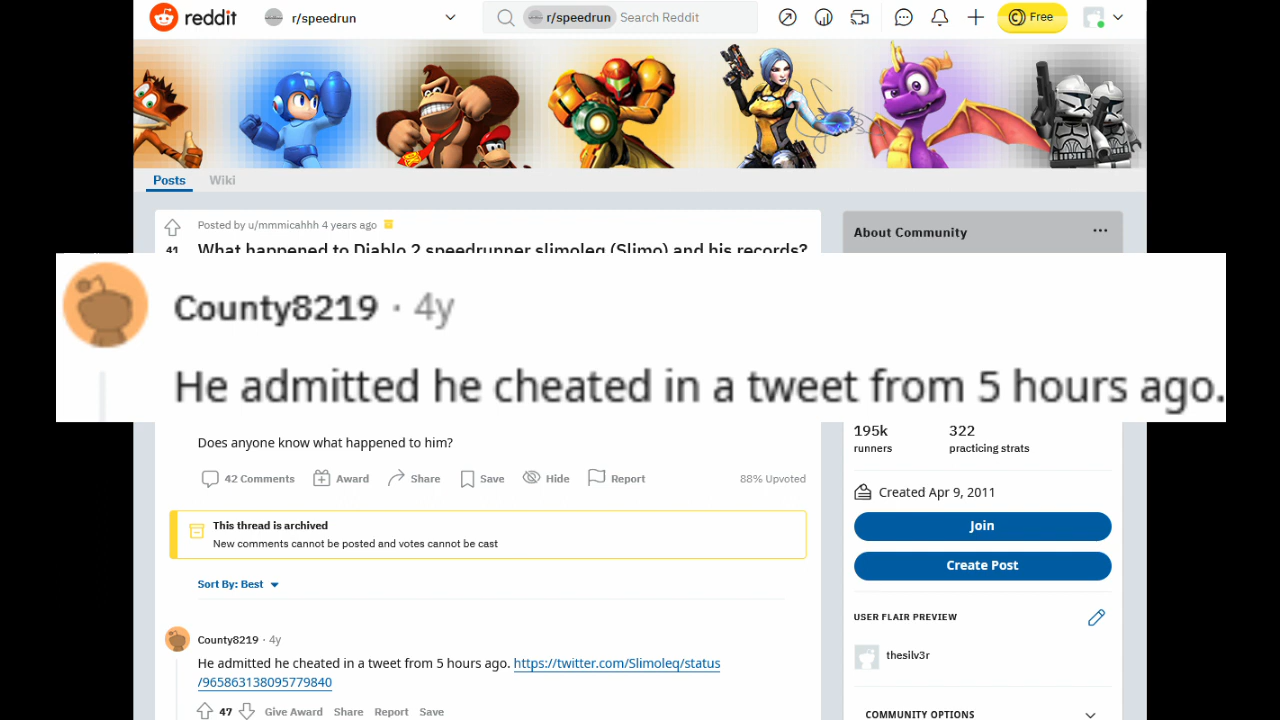 reddit
r/speedrun
r/speedrun Search Reddit
Free
Posts Wiki
Posted by u/mmmicahhh 4 years ago
41
What happened to Diablo 2 speedrunner slimoleq (Slimo) and his records?
About Community
County8219 · 4y
He admitted he cheated in a tweet from 5 hours ago.
Does anyone know what happened to him?
42 Comments Award Share Save Hide Report 88% Upvoted
This thread is archived
New comments cannot be posted and votes cannot be cast
Sort By: Best
County8219 · 4y
He admitted he cheated in a tweet from 5 hours ago. https://twitter.com/Slimoleq/status
/965863138095779840
47 Give Award Share Report Save
195k 322
runners practicing strats
Created Apr 9, 2011
Join
Create Post
USER FLAIR PREVIEW
thesilv3r
COMMUNITY OPTIONS